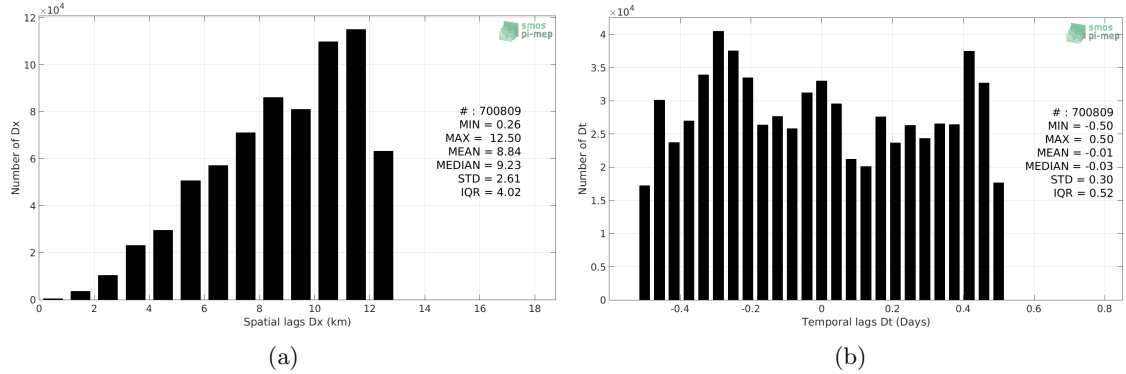 ×10⁴
12
10
8
6
4
2
0
0 2 4 6 8 10 12 14 16 18
Number of Dx
Spatial lags Dx (km)
smos
pi-mep
# : 700809
MIN = 0.26
MAX = 12.50
MEAN = 8.84
MEDIAN = 9.23
STD = 2.61
IQR = 4.02
(a)
×10⁴
4
3.5
3
2.5
2
1.5
1
0.5
0
-0.4 -0.2 0 0.2 0.4 0.6 0.8
Number of Dt
Temporal lags Dt (Days)
smos
pi-mep
# : 700809
MIN = -0.50
MAX = 0.50
MEAN = -0.01
MEDIAN = -0.03
STD = 0.30
IQR = 0.52
(b)